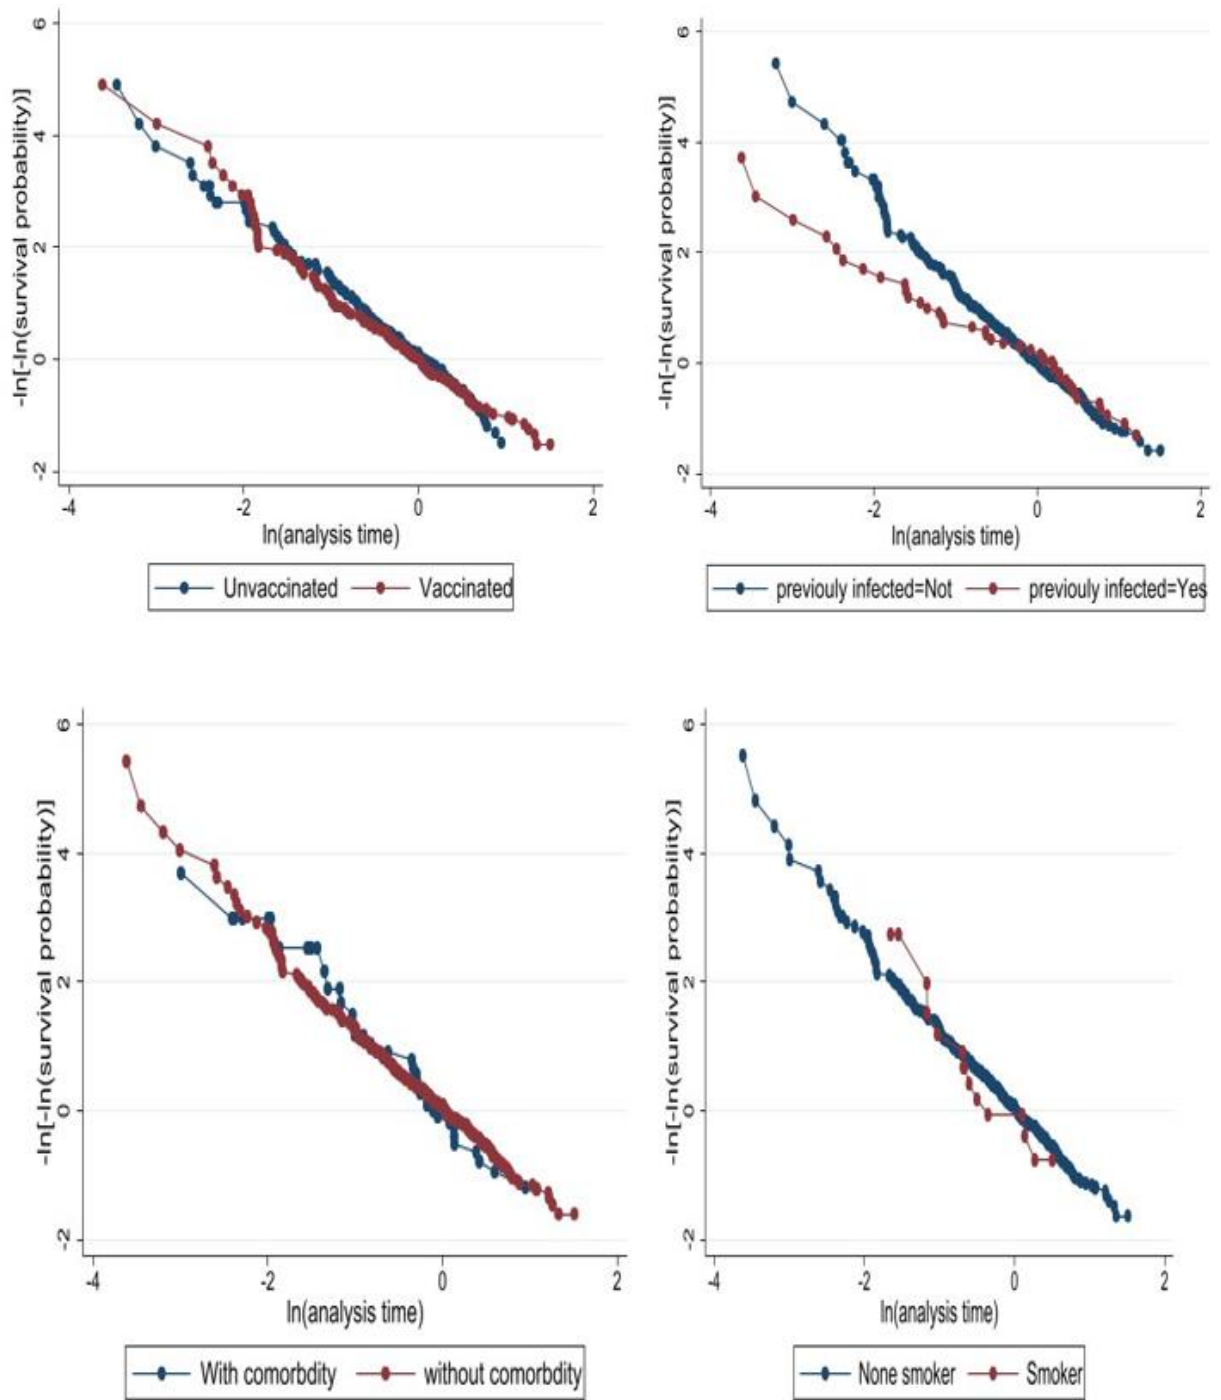 -ln[-ln(survival probability)]
6
4
2
0
-2
-4 -2 0 2
ln(analysis time)
Unvaccinated Vaccinated
-ln[-ln(survival probability)]
6
4
2
0
-2
-4 -2 0 2
ln(analysis time)
previouly infected=Not previouly infected=Yes
-ln[-ln(survival probability)]
6
4
2
0
-2
-4 -2 0 2
ln(analysis time)
With comorbdity without comorbdity
-ln[-ln(survival probability)]
6
4
2
0
-2
-4 -2 0 2
ln(analysis time)
None smoker Smoker